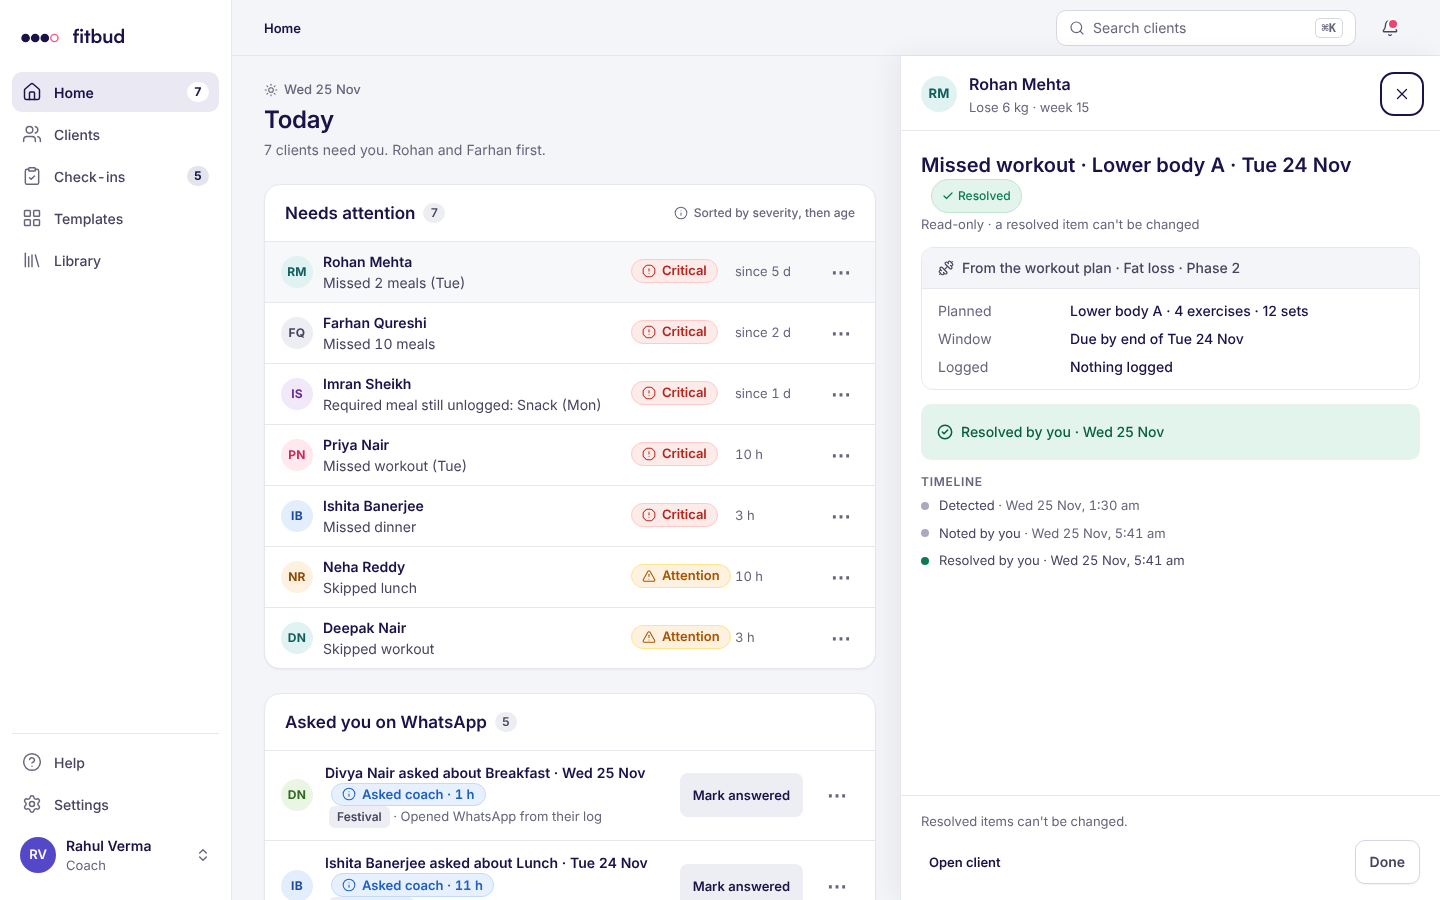 fitbud
Home 7
Clients
Check-ins 5
Templates
Library
Help
Settings
RV Rahul Verma
Coach
Home
Search clients ⌘K
Wed 25 Nov
Today
7 clients need you. Rohan and Farhan first.
Needs attention 7 Sorted by severity, then age
RM Rohan Mehta
Missed 2 meals (Tue) Critical since 5 d
FQ Farhan Qureshi
Missed 10 meals Critical since 2 d
IS Imran Sheikh
Required meal still unlogged: Snack (Mon) Critical since 1 d
PN Priya Nair
Missed workout (Tue) Critical 10 h
IB Ishita Banerjee
Missed dinner Critical 3 h
NR Neha Reddy
Skipped lunch Attention 10 h
DN Deepak Nair
Skipped workout Attention 3 h
Asked you on WhatsApp 5
DN Divya Nair asked about Breakfast · Wed 25 Nov
Asked coach · 1 h
Festival · Opened WhatsApp from their log
Mark answered
IB Ishita Banerjee asked about Lunch · Tue 24 Nov
Asked coach · 11 h
Mark answered
RM Rohan Mehta
Lose 6 kg · week 15
Missed workout · Lower body A · Tue 24 Nov
Resolved
Read-only · a resolved item can't be changed
From the workout plan · Fat loss · Phase 2
Planned Lower body A · 4 exercises · 12 sets
Window Due by end of Tue 24 Nov
Logged Nothing logged
Resolved by you · Wed 25 Nov
TIMELINE
Detected · Wed 25 Nov, 1:30 am
Noted by you · Wed 25 Nov, 5:41 am
Resolved by you · Wed 25 Nov, 5:41 am
Resolved items can't be changed.
Open client Done